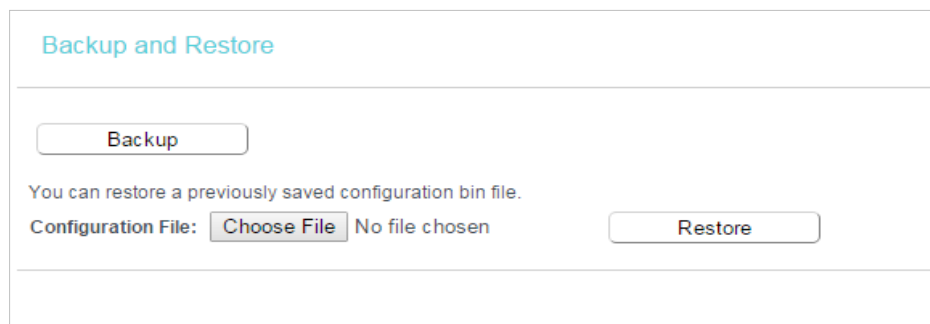 Backup and Restore
Backup
You can restore a previously saved configuration bin file.
Configuration File: Choose File No file chosen Restore